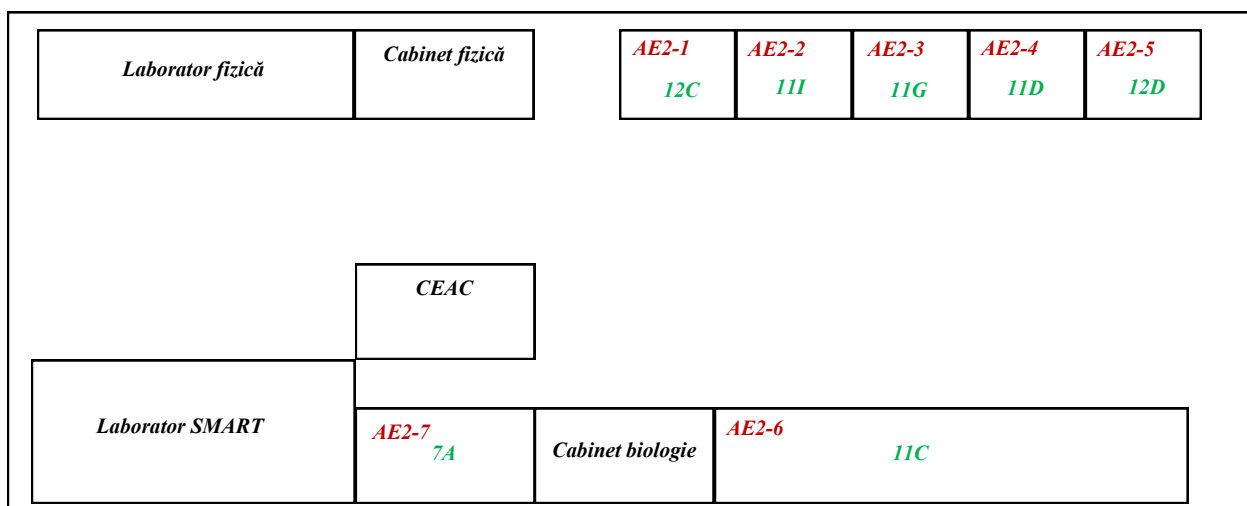 Laborator fizică
Cabinet fizică
AE2-1
12C
AE2-2
11I
AE2-3
11G
AE2-4
11D
AE2-5
12D
CEAC
Laborator SMART
AE2-7
7A
Cabinet biologie
AE2-6
11C